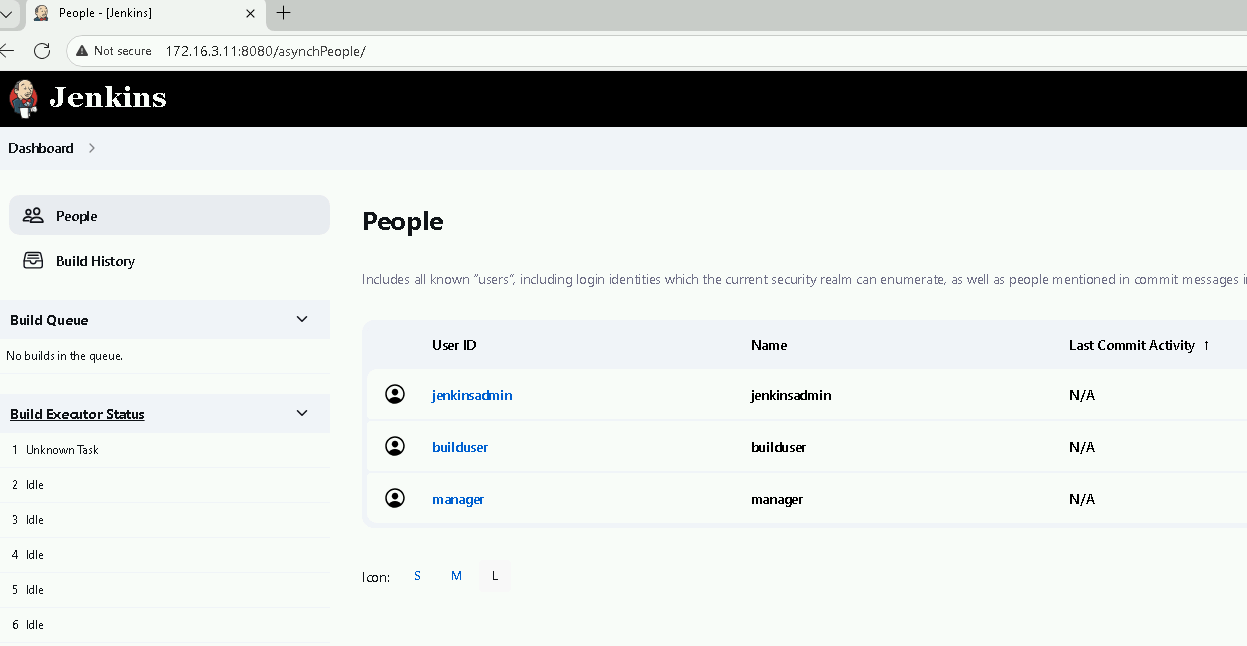 People - [Jenkins]
Not secure 172.16.3.11:8080/asynchPeople/
Jenkins
Dashboard
People
Build History
Build Queue
No builds in the queue.
Build Executor Status
1 Unknown Task
2 Idle
3 Idle
4 Idle
5 Idle
6 Idle
People
Includes all known “users”, including login identities which the current security realm can enumerate, as well as people mentioned in commit messages
User ID Name Last Commit Activity ↑
jenkinsadmin jenkinsadmin N/A
builduser builduser N/A
manager manager N/A
Icon: S M L